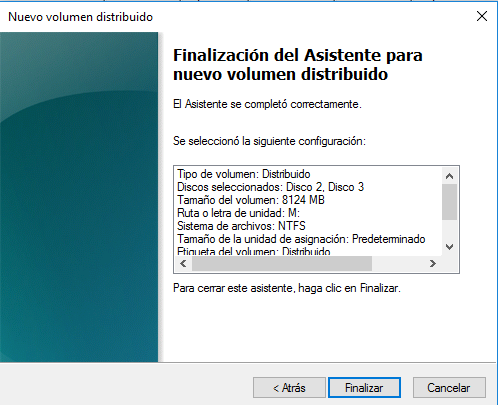 Nuevo volumen distribuido
Finalización del Asistente para
nuevo volumen distribuido
El Asistente se completó correctamente.
Se seleccionó la siguiente configuración:
Tipo de volumen: Distribuido
Discos seleccionados: Disco 2, Disco 3
Tamaño del volumen: 8124 MB
Ruta o letra de unidad: M:
Sistema de archivos: NTFS
Tamaño de la unidad de asignación: Predeterminado
Etiqueta del volumen: Distribuido
Para cerrar este asistente, haga clic en Finalizar.
< Atrás
Finalizar
Cancelar